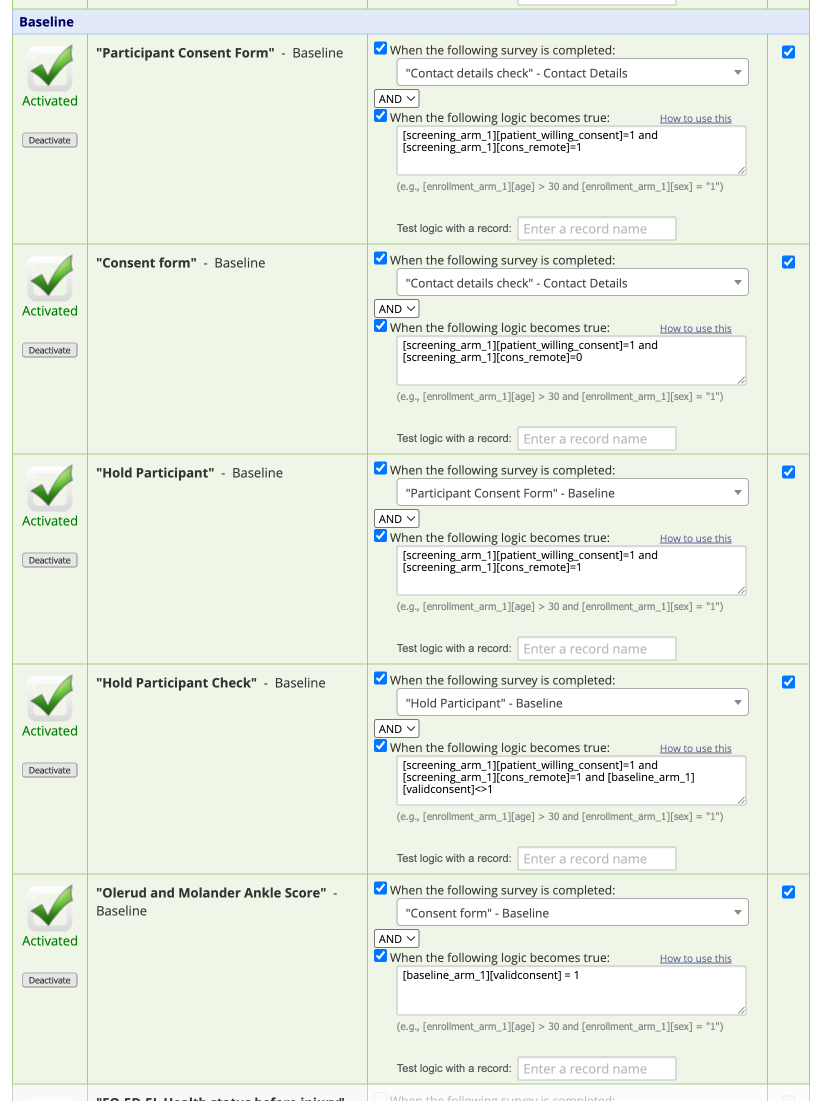 Baseline
"Participant Consent Form" - Baseline
Activated
Deactivate
When the following survey is completed:
"Contact details check" - Contact Details
AND
When the following logic becomes true:
How to use this
[screening_arm_1][patient_willing_consent]=1 and
[screening_arm_1][cons_remote]=1
(e.g., [enrollment_arm_1][age] > 30 and [enrollment_arm_1][sex] = "1")
Test logic with a record:
Enter a record name
"Consent form" - Baseline
Activated
Deactivate
When the following survey is completed:
"Contact details check" - Contact Details
AND
When the following logic becomes true:
How to use this
[screening_arm_1][patient_willing_consent]=1 and
[screening_arm_1][cons_remote]=0
(e.g., [enrollment_arm_1][age] > 30 and [enrollment_arm_1][sex] = "1")
Test logic with a record:
Enter a record name
"Hold Participant" - Baseline
Activated
Deactivate
When the following survey is completed:
"Participant Consent Form" - Baseline
AND
When the following logic becomes true:
How to use this
[screening_arm_1][patient_willing_consent]=1 and
[screening_arm_1][cons_remote]=1
(e.g., [enrollment_arm_1][age] > 30 and [enrollment_arm_1][sex] = "1")
Test logic with a record:
Enter a record name
"Hold Participant Check" - Baseline
Activated
Deactivate
When the following survey is completed:
"Hold Participant" - Baseline
AND
When the following logic becomes true:
How to use this
[screening_arm_1][patient_willing_consent]=1 and
[screening_arm_1][cons_remote]=1 and [baseline_arm_1]
[validconsent]<>1
(e.g., [enrollment_arm_1][age] > 30 and [enrollment_arm_1][sex] = "1")
Test logic with a record:
Enter a record name
"Olerud and Molander Ankle Score" -
Baseline
Activated
Deactivate
When the following survey is completed:
"Consent form" - Baseline
AND
When the following logic becomes true:
How to use this
[baseline_arm_1][validconsent] = 1
(e.g., [enrollment_arm_1][age] > 30 and [enrollment_arm_1][sex] = "1")
Test logic with a record:
Enter a record name
Health status before injury"
When the following survey is completed: